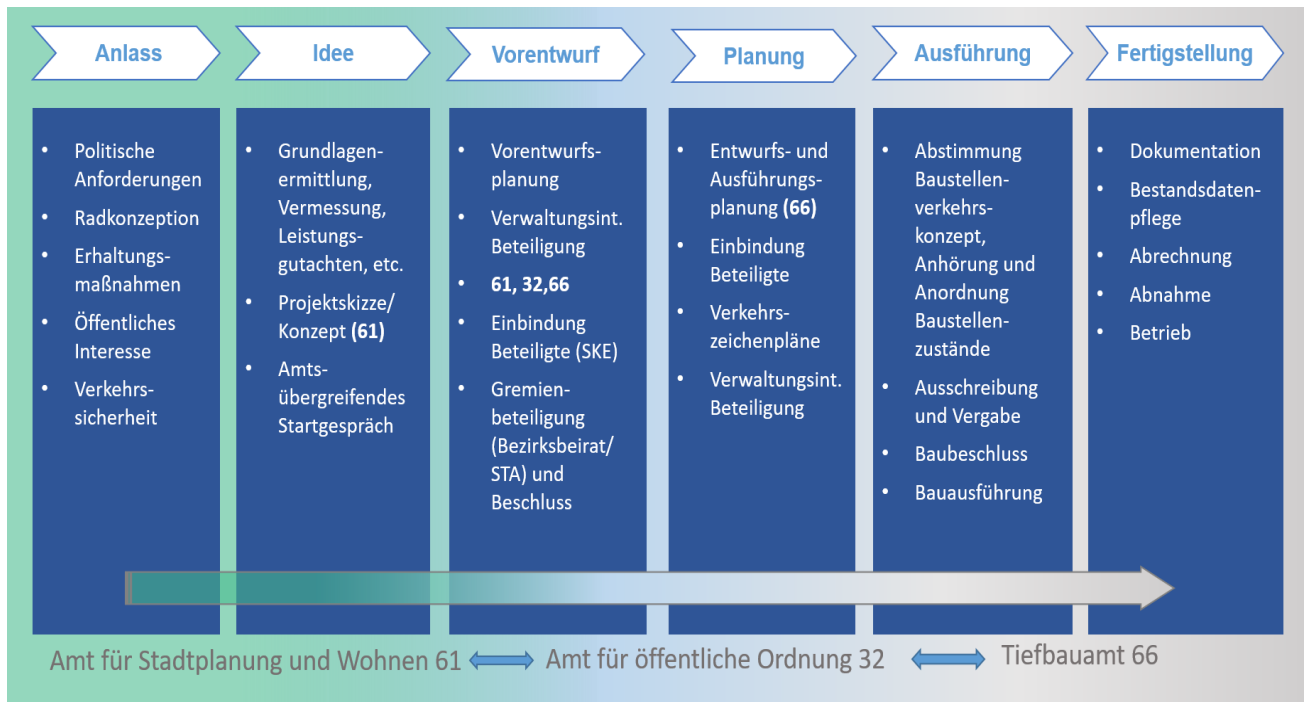 Anlass
Idee
Vorentwurf
Planung
Ausführung
Fertigstellung
• Politische
Anforderungen
• Radkonzeption
• Erhaltungs-
maßnahmen
• Öffentliches
Interesse
• Verkehrs-
sicherheit
• Grundlagen-
ermittlung,
Vermessung,
Leistungs-
gutachten, etc.
• Projektskizze/
Konzept (61)
• Amts-
übergreifendes
Startgespräch
• Vorentwurfs-
planung
• Verwaltungsint.
Beteiligung
• 61, 32,66
• Einbindung
Beteiligte (SKE)
• Gremien-
beteiligung
(Bezirksbeirat/
STA) und
Beschluss
• Entwurfs- und
Ausführungs-
planung (66)
• Einbindung
Beteiligte
• Verkehrs-
zeichenpläne
• Verwaltungsint.
Beteiligung
• Abstimmung
Baustellen-
verkehrs-
konzept,
Anhörung und
Anordnung
Baustellen-
zustände
• Ausschreibung
und Vergabe
• Baubeschluss
• Bauausführung
• Dokumentation
• Bestandsdaten-
pflege
• Abrechnung
• Abnahme
• Betrieb
Amt für Stadtplanung und Wohnen 61
Amt für öffentliche Ordnung 32
Tiefbauamt 66